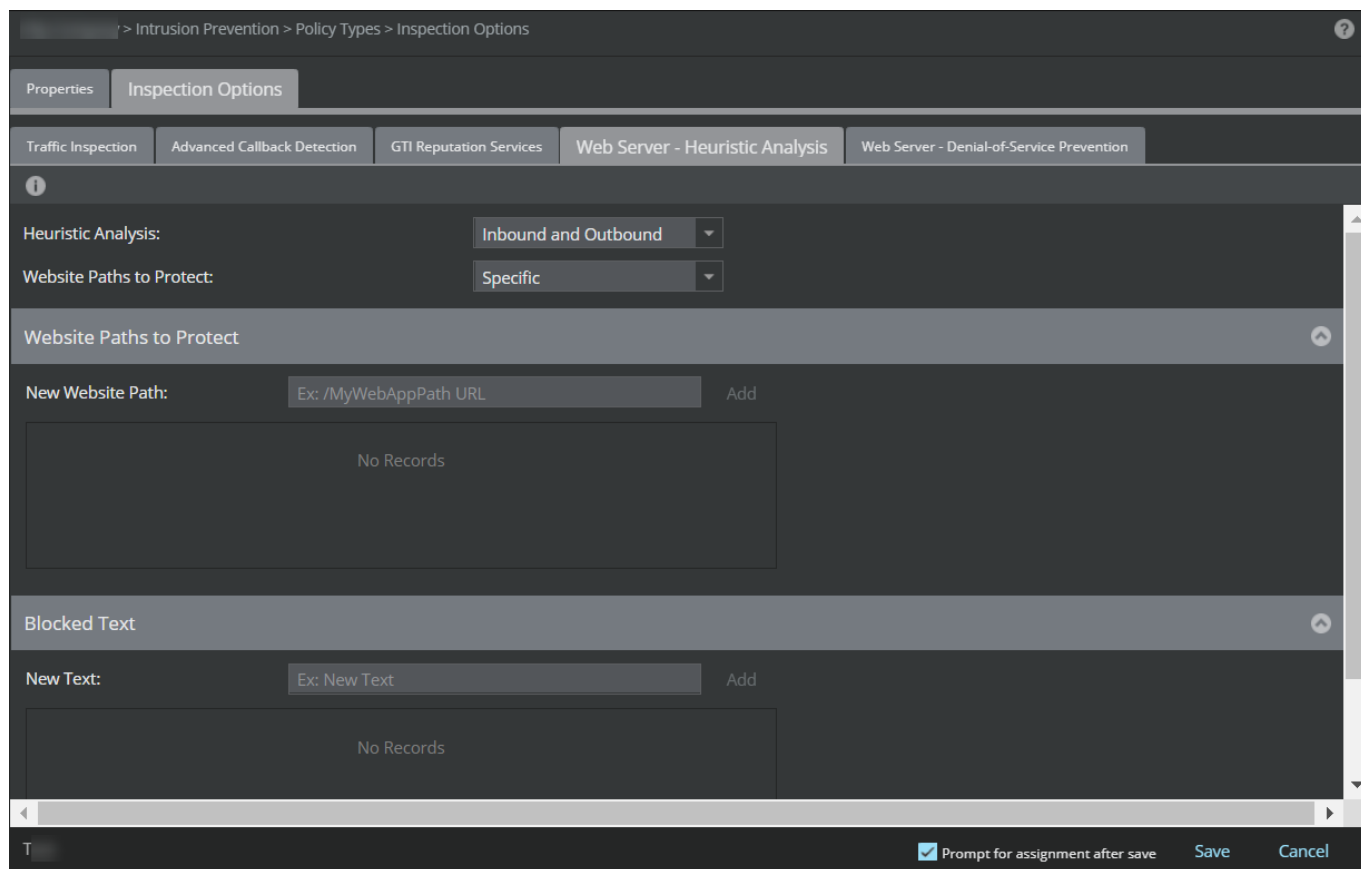 > Intrusion Prevention > Policy Types > Inspection Options
Properties
Inspection Options
Traffic Inspection
Advanced Callback Detection
GTI Reputation Services
Web Server - Heuristic Analysis
Web Server - Denial-of-Service Prevention
Heuristic Analysis:
Inbound and Outbound
Website Paths to Protect:
Specific
Website Paths to Protect
New Website Path:
Ex: /MyWebAppPath URL
Add
No Records
Blocked Text
New Text:
Ex: New Text
Add
No Records
Prompt for assignment after save
Save
Cancel